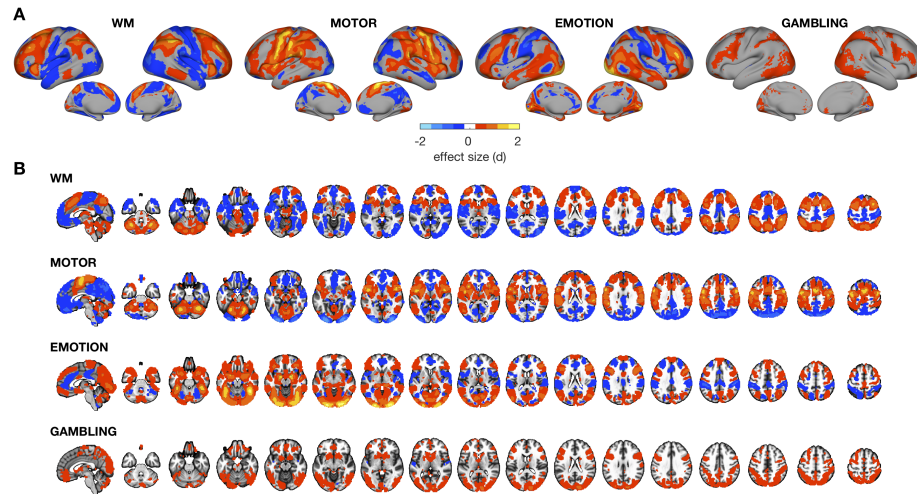 A
WM MOTOR EMOTION GAMBLING
-2 0 2
effect size (d)
B
WM
MOTOR
EMOTION
GAMBLING